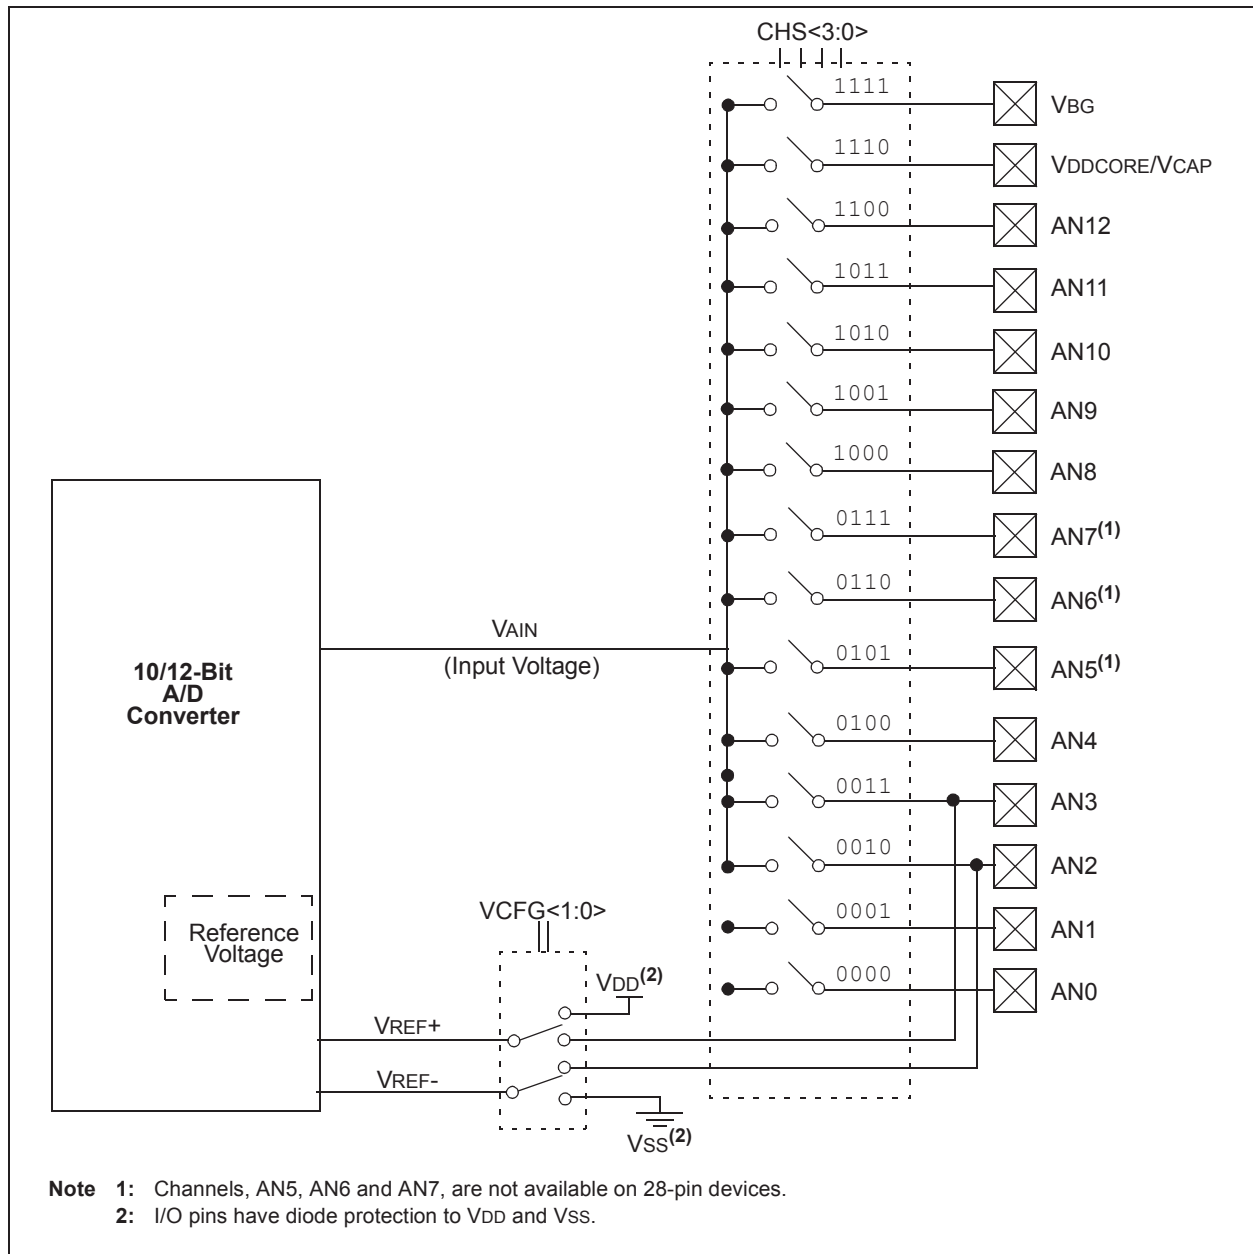 CHS<3:0>
1111
VBG
1110
VDDCORE/VCAP
1100
AN12
1011
AN11
1010
AN10
1001
AN9
1000
AN8
0111
AN7(1)
0110
AN6(1)
VAIN
(Input Voltage)
0101
AN5(1)
10/12-Bit
A/D
Converter
0100
AN4
0011
AN3
0010
AN2
VCFG<1:0>
0001
AN1
Reference
Voltage
VDD(2)
0000
AN0
VREF+
VREF-
VSS(2)
Note 1: Channels, AN5, AN6 and AN7, are not available on 28-pin devices.
2: I/O pins have diode protection to VDD and VSS.